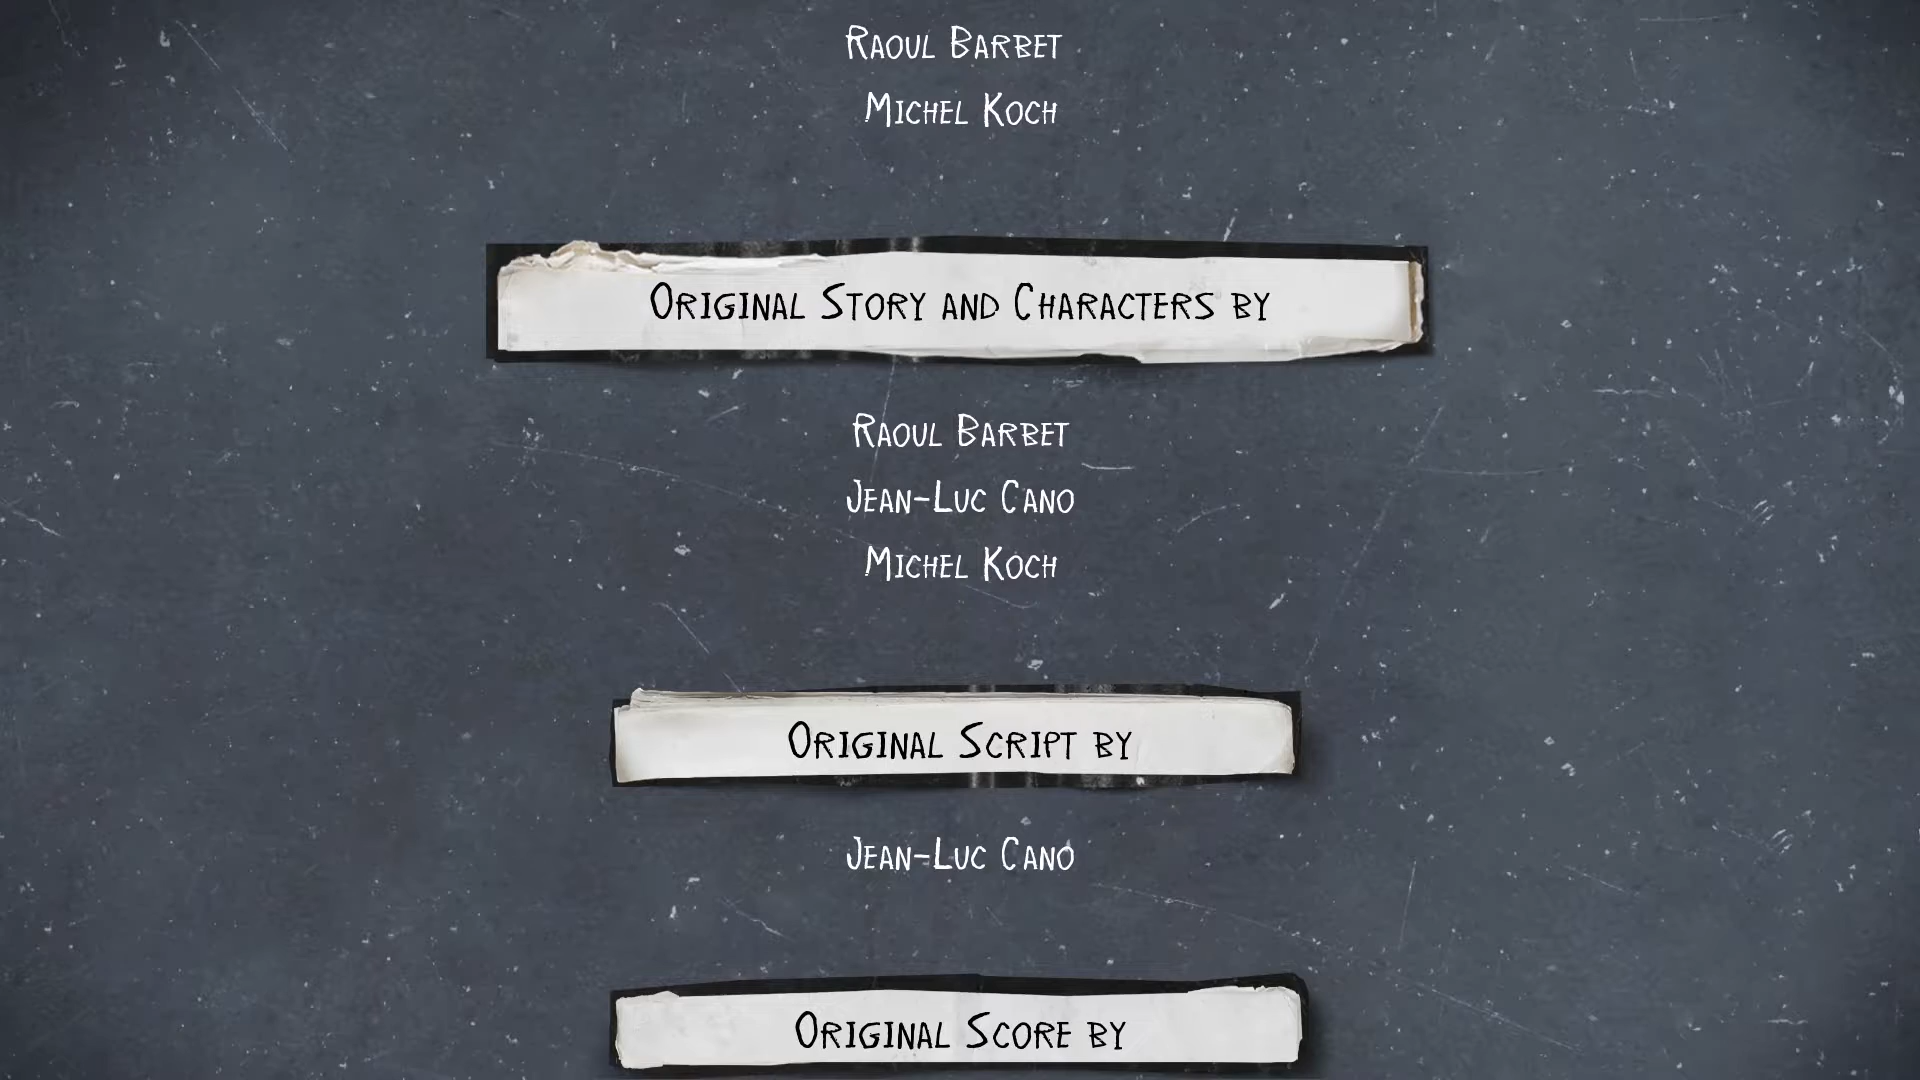 Raoul Barbet
Michel Koch
Original Story and Characters by
Raoul Barbet
Jean-Luc Cano
Michel Koch
Original Script by
Jean-Luc Cano
Original Score by